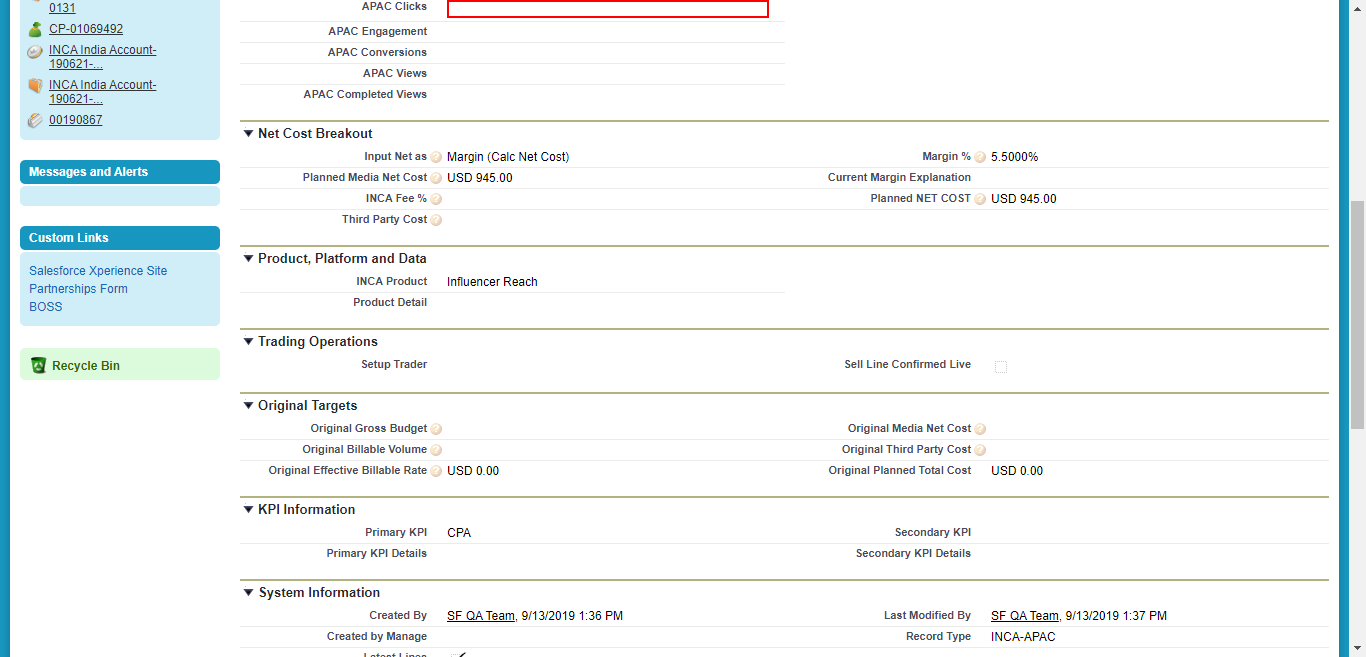 0131
CP-01069492
INCA India Account-
190621-...
INCA India Account-
190621-...
00190867
Messages and Alerts
Custom Links
Salesforce Xperience Site
Partnerships Form
BOSS
Recycle Bin
APAC Clicks
APAC Engagement
APAC Conversions
APAC Views
APAC Completed Views
Net Cost Breakout
Input Net as ? Margin (Calc Net Cost) Margin % ? 5.5000%
Planned Media Net Cost ? USD 945.00 Current Margin Explanation
INCA Fee % ? Planned NET COST ? USD 945.00
Third Party Cost ?
Product, Platform and Data
INCA Product Influencer Reach
Product Detail
Trading Operations
Setup Trader Sell Line Confirmed Live
Original Targets
Original Gross Budget ? Original Media Net Cost ?
Original Billable Volume ? Original Third Party Cost ?
Original Effective Billable Rate ? USD 0.00 Original Planned Total Cost USD 0.00
KPI Information
Primary KPI CPA Secondary KPI
Primary KPI Details Secondary KPI Details
System Information
Created By SF QA Team, 9/13/2019 1:36 PM Last Modified By SF QA Team, 9/13/2019 1:37 PM
Created by Manage Record Type INCA-APAC
Latest Lines